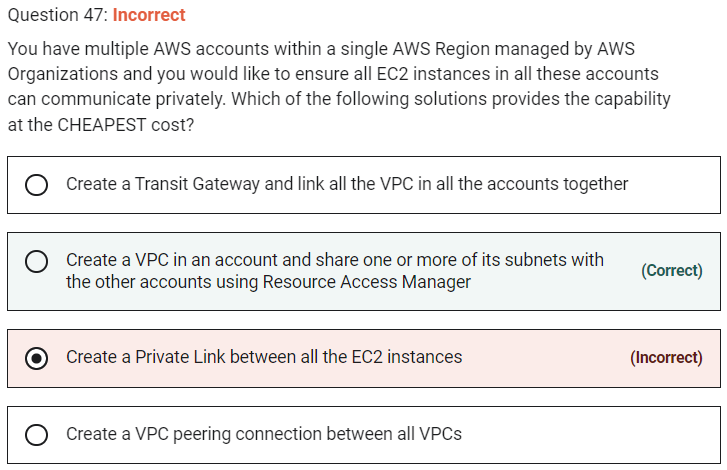 Question 47: Incorrect
You have multiple AWS accounts within a single AWS Region managed by AWS
Organizations and you would like to ensure all EC2 instances in all these accounts
can communicate privately. Which of the following solutions provides the capability
at the CHEAPEST cost?
Create a Transit Gateway and link all the VPC in all the accounts together
Create a VPC in an account and share one or more of its subnets with
the other accounts using Resource Access Manager
(Correct)
Create a Private Link between all the EC2 instances
(Incorrect)
Create a VPC peering connection between all VPCs